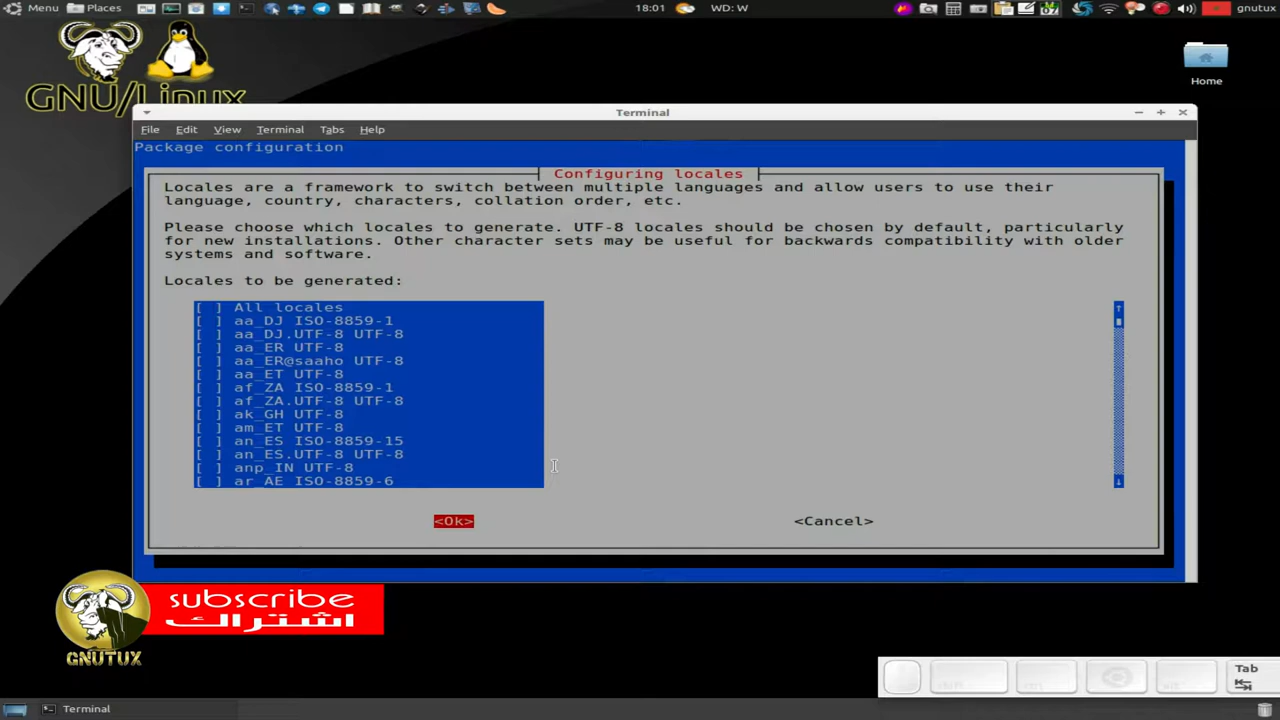 Menu Places 18:01 WD: W gnutux
GNU/Linux
Home
Terminal
File Edit View Terminal Tabs Help
Package configuration
Configuring locales
Locales are a framework to switch between multiple languages and allow users to use their
language, country, characters, collation order, etc.
Please choose which locales to generate. UTF-8 locales should be chosen by default, particularly
for new installations. Other character sets may be useful for backwards compatibility with older
systems and software.
Locales to be generated:
[ ] All locales
[ ] aa_DJ ISO-8859-1
[ ] aa_DJ.UTF-8 UTF-8
[ ] aa_ER UTF-8
[ ] aa_ER@saaho UTF-8
[ ] aa_ET UTF-8
[ ] af_ZA ISO-8859-1
[ ] af_ZA.UTF-8 UTF-8
[ ] ak_GH UTF-8
[ ] am_ET UTF-8
[ ] an_ES ISO-8859-15
[ ] an_ES.UTF-8 UTF-8
[ ] anp_IN UTF-8
[ ] ar_AE ISO-8859-6
<Ok> <Cancel>
subscribe
اشتراك
GNUTUX
Tab
Terminal